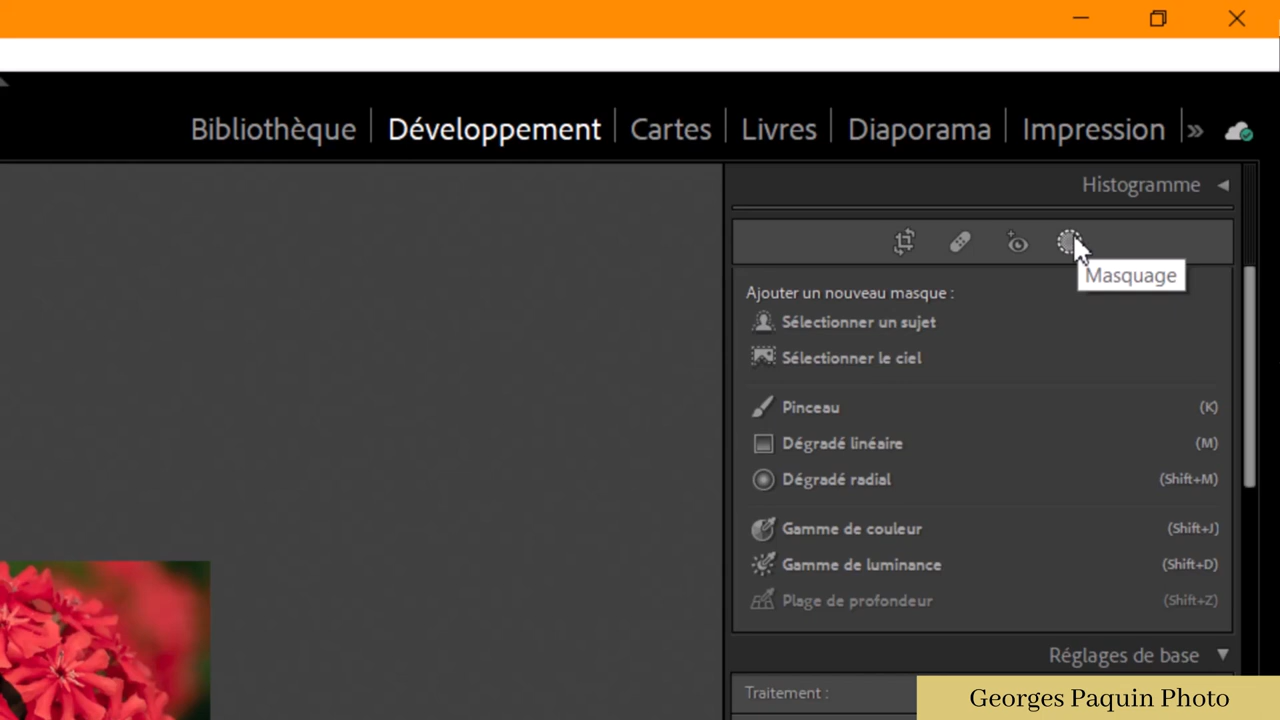 Bibliothèque | Développement | Cartes | Livres | Diaporama | Impression | »
Histogramme
Masquage
Ajouter un nouveau masque :
Sélectionner un sujet
Sélectionner le ciel
Pinceau (K)
Dégradé linéaire (M)
Dégradé radial (Shift+M)
Gamme de couleur (Shift+J)
Gamme de luminance (Shift+D)
Plage de profondeur (Shift+Z)
Réglages de base
Traitement :
Georges Paquin Photo